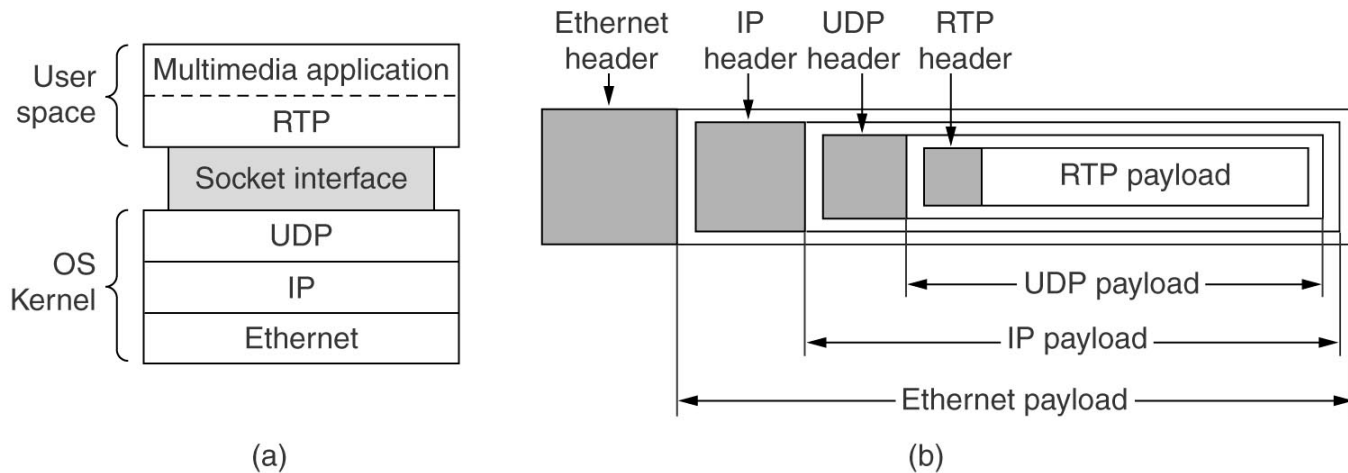 User
space
Multimedia application
RTP
Socket interface
OS
Kernel
UDP
IP
Ethernet
(a)
Ethernet
header
IP
header
UDP
header
RTP
header
RTP payload
UDP payload
IP payload
Ethernet payload
(b)